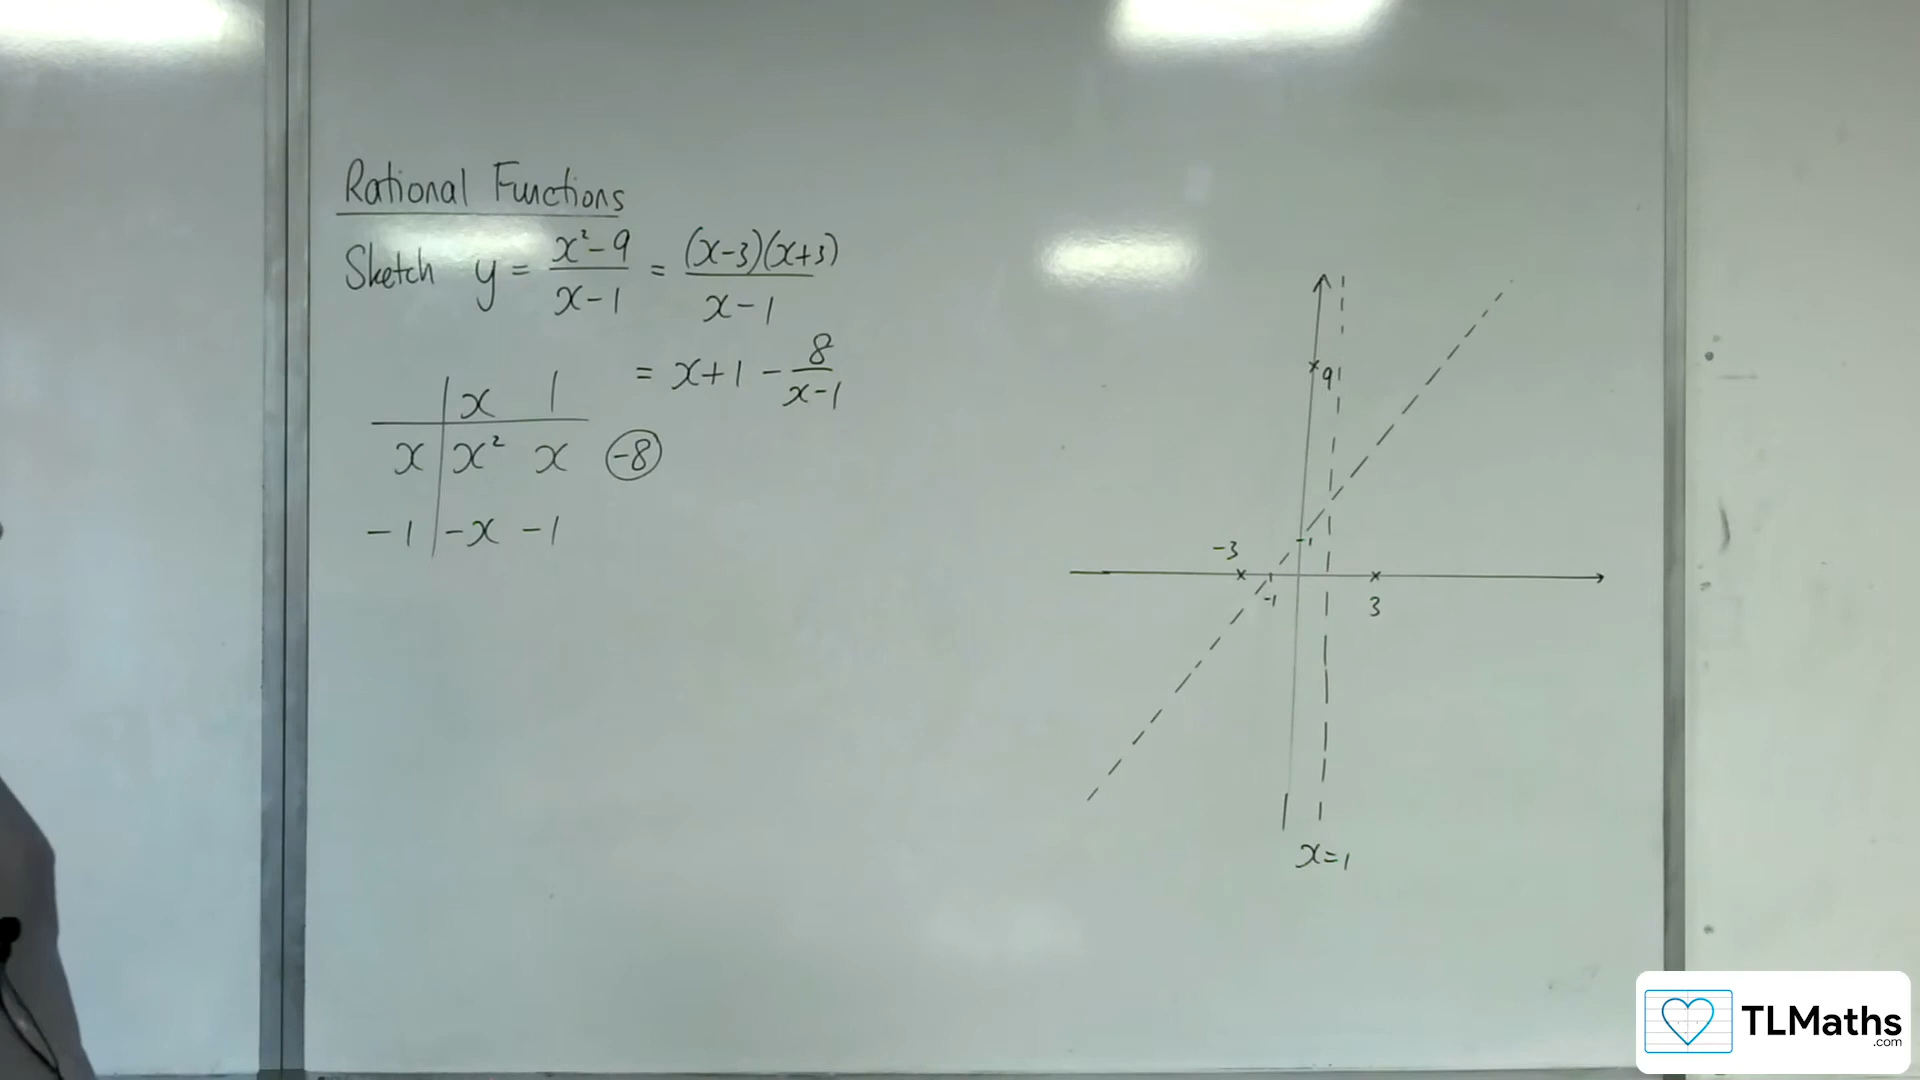 Rational Functions
Sketch y = x²-9 / x-1 = (x-3)(x+3) / x-1
= x+1 - 8 / x-1
x 1
x x² x -8
-1 -x -1
9
1
-3
-1
3
x=1
TLMaths
.com